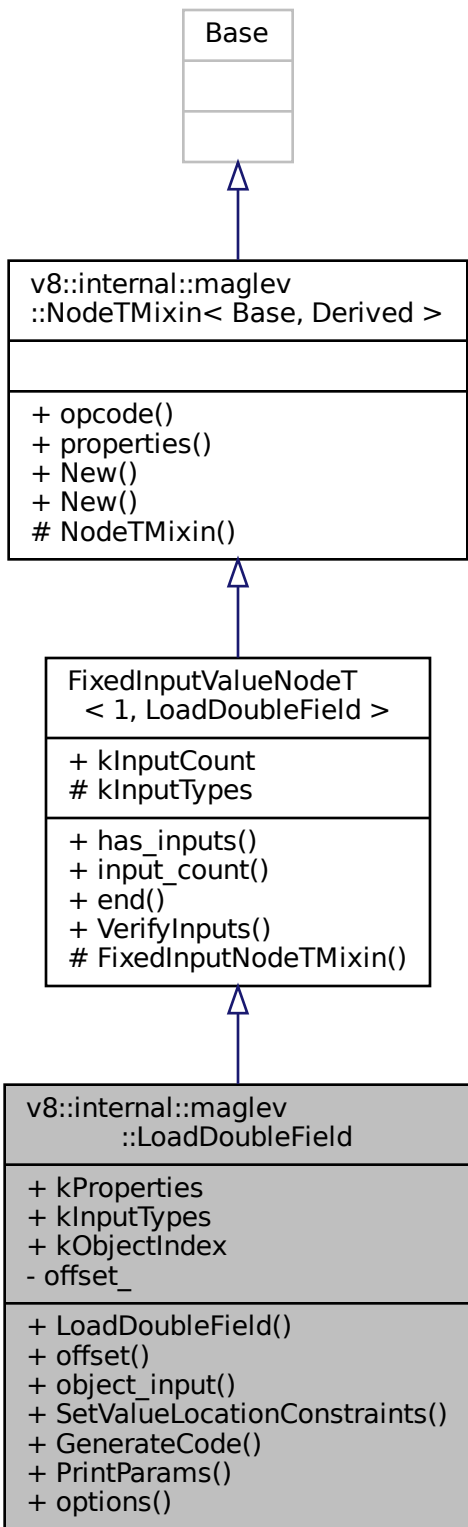 Base
v8::internal::maglev
::NodeTMixin< Base, Derived >
+ opcode()
+ properties()
+ New()
+ New()
# NodeTMixin()
FixedInputValueNodeT
< 1, LoadDoubleField >
+ kInputCount
# kInputTypes
+ has_inputs()
+ input_count()
+ end()
+ VerifyInputs()
# FixedInputNodeTMixin()
v8::internal::maglev
::LoadDoubleField
+ kProperties
+ kInputTypes
+ kObjectIndex
- offset_
+ LoadDoubleField()
+ offset()
+ object_input()
+ SetValueLocationConstraints()
+ GenerateCode()
+ PrintParams()
+ options()